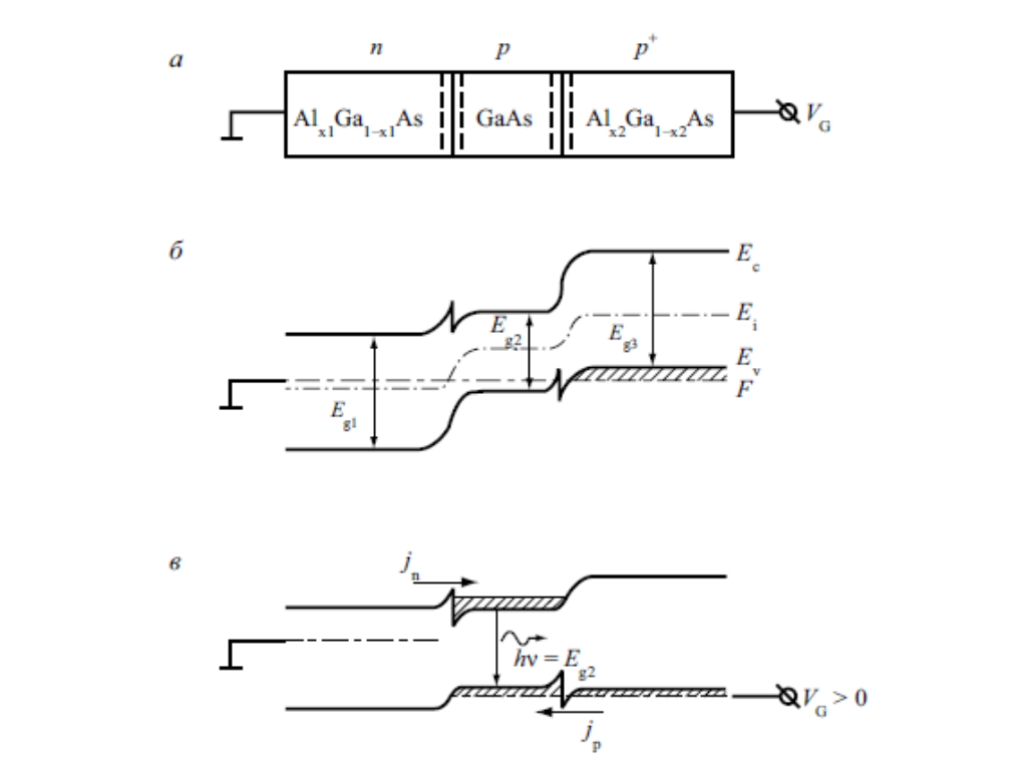 а
n p p+
Alx1Ga1–x1As GaAs Alx2Ga1–x2As VG
б
Ec
Eg2 Ei
Eg3
Ev
Eg1 F
в
jn
hν = Eg2
VG > 0
jp